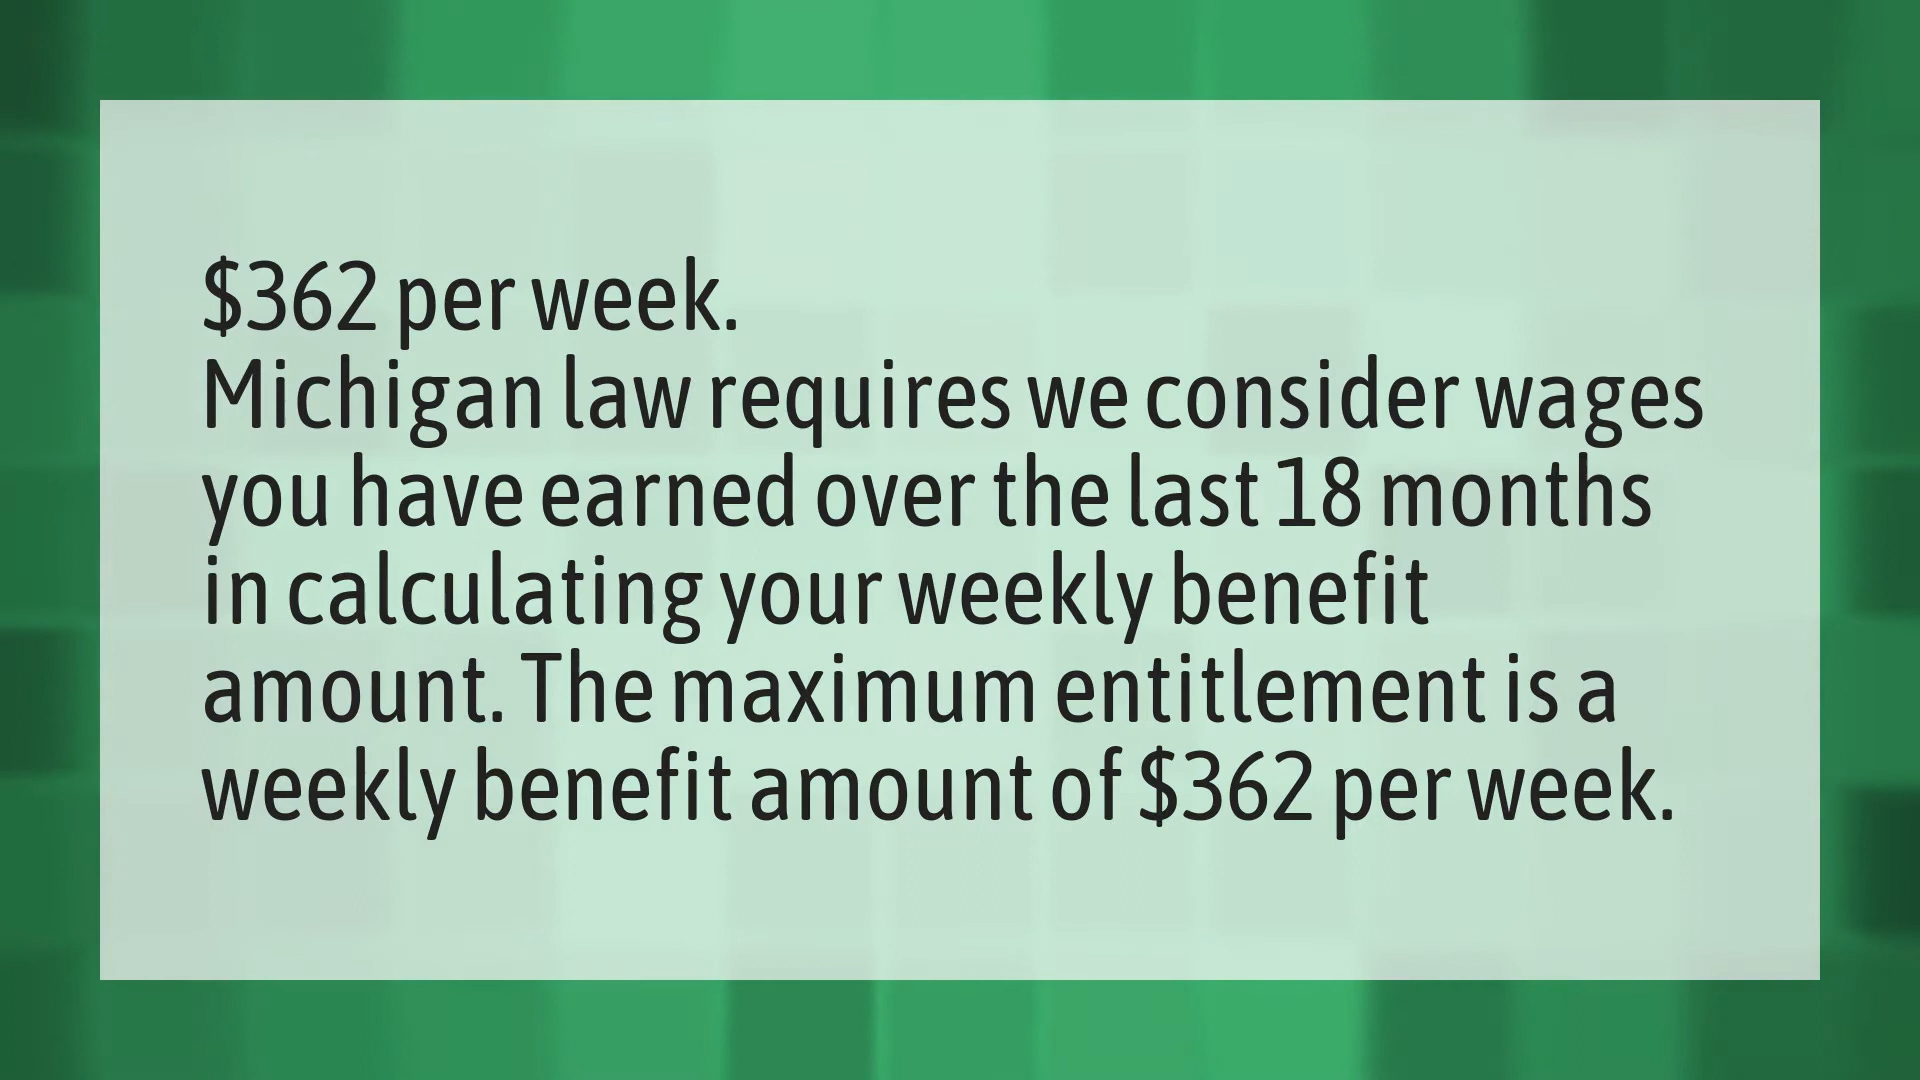 $362 per week.
Michigan law requires we consider wages
you have earned over the last 18 months
in calculating your weekly benefit
amount. The maximum entitlement is a
weekly benefit amount of $362 per week.